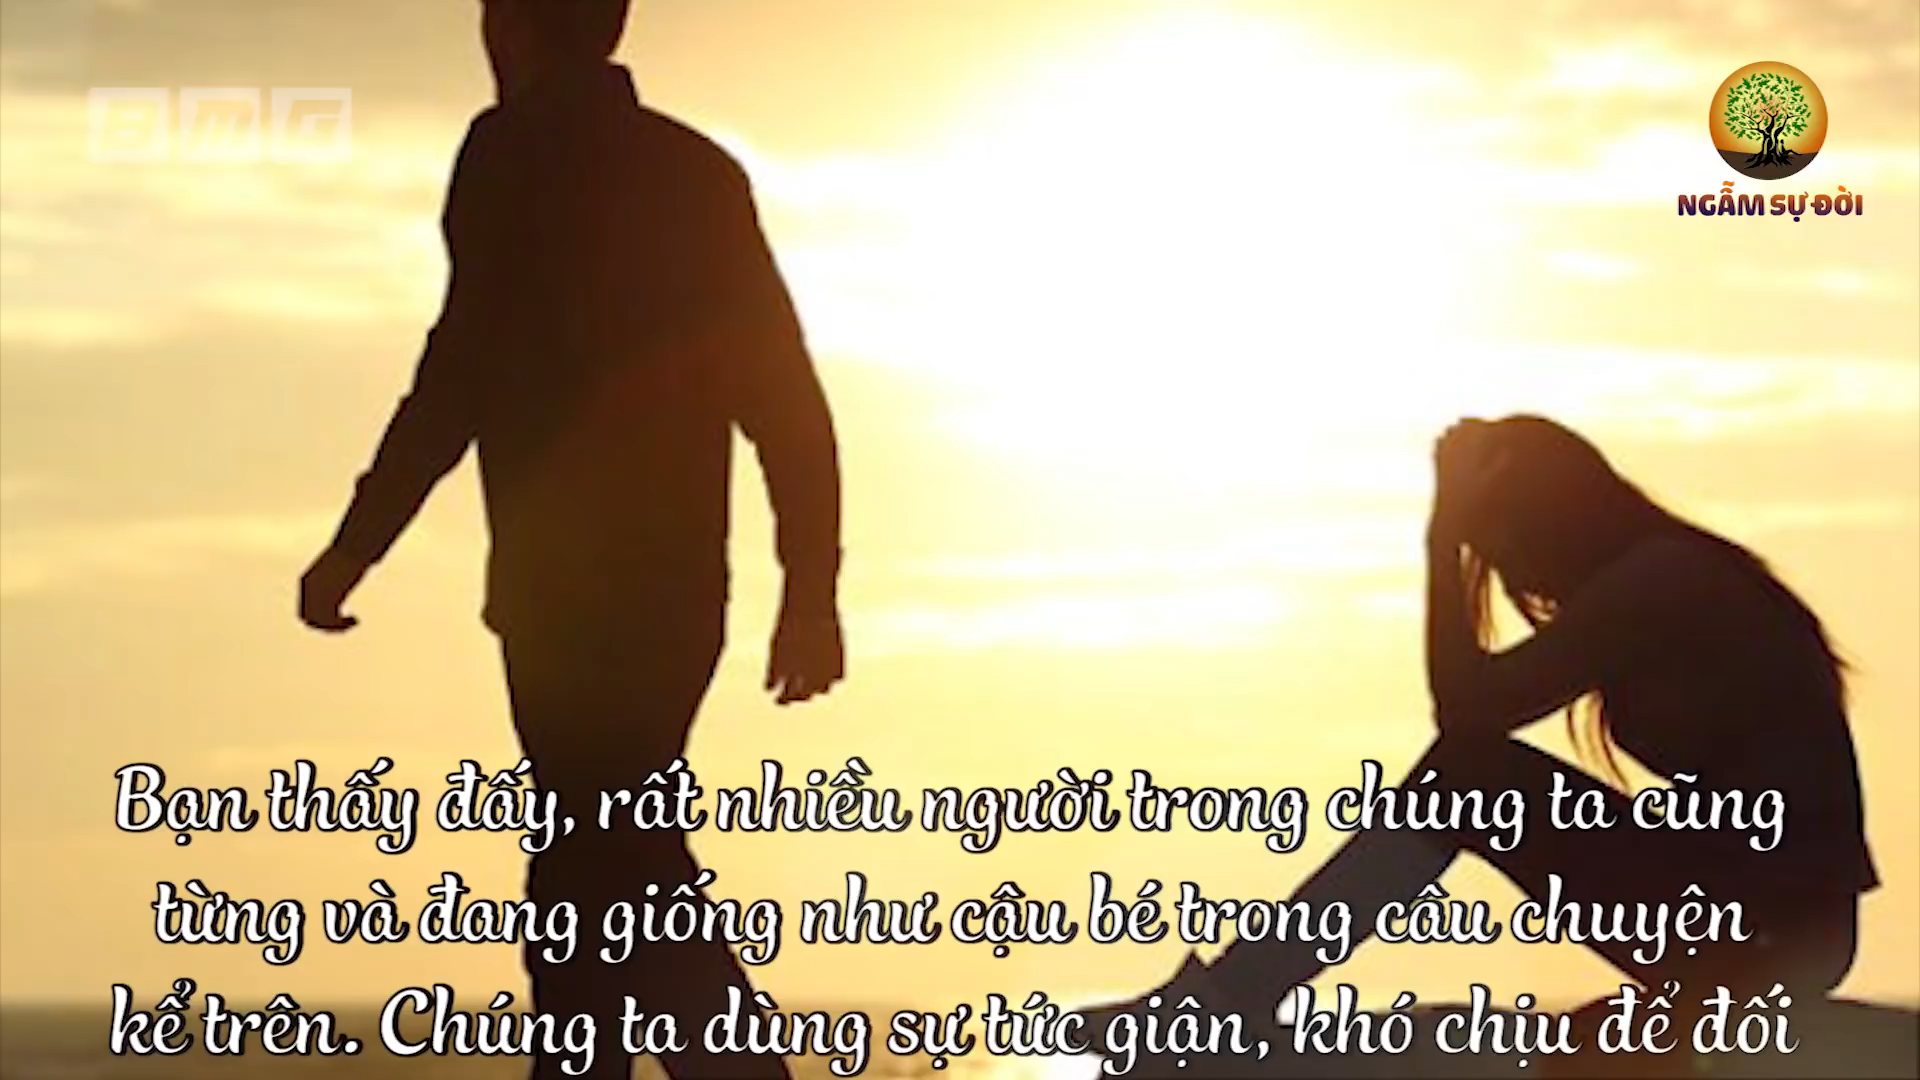 BMG
NGẪM SỰ ĐỜI
Bạn thấy đấy, rất nhiều người trong chúng ta cũng
từng và đang giống như cậu bé trong câu chuyện
kể trên. Chúng ta dùng sự tức giận, khó chịu để đối